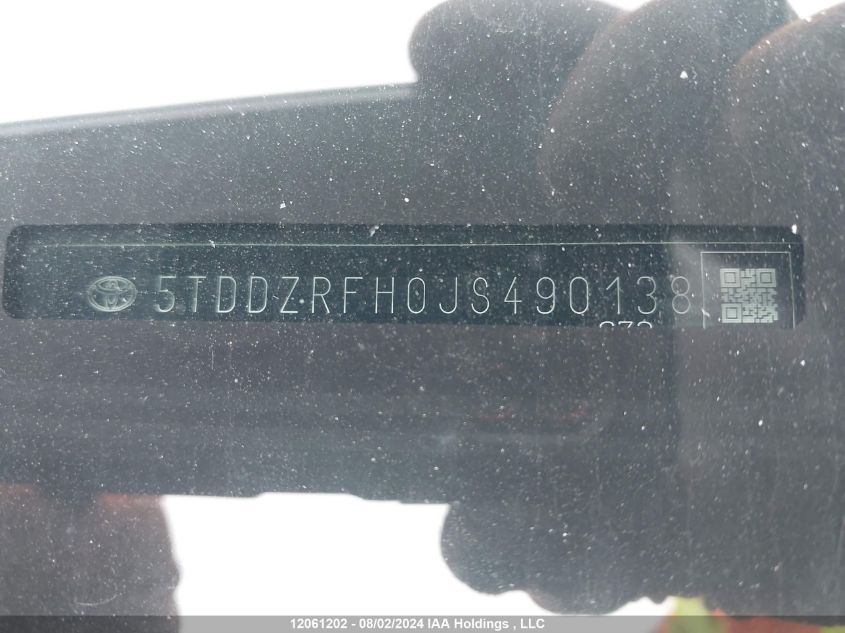 5TDDZRFH0JS490138
12061202 - 08/02/2024 IAA Holdings , LLC